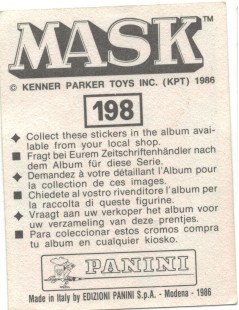 MASK™
© KENNER PARKER TOYS INC. (KPT) 1986
198
◆ Collect these stickers in the album avai-
lable from your local shop.
■ Fragt bei Eurem Zeitschriftenhändler nach
dem Album für diese Serie.
◆ Demandez à votre détaillant l'Album pour
la collection de ces images.
■ Chiedete al vostro rivenditore l'album per
la raccolta di queste figurine.
◆ Vraagt aan uw verkoper het album voor
uw verzameling van deze prentjes.
■ Para coleccionar estos cromos compra
tu album en cualquier kiosko.
PANINI
Made in Italy by EDIZIONI PANINI S.p.A. - Modena - 1986